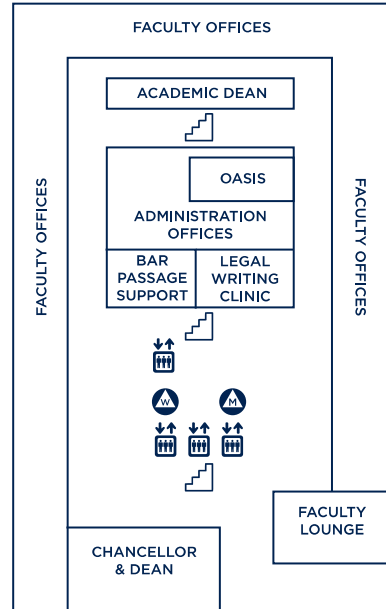 FACULTY OFFICES
ACADEMIC DEAN
OASIS
ADMINISTRATION
OFFICES
BAR
PASSAGE
SUPPORT
LEGAL
WRITING
CLINIC
FACULTY OFFICES
FACULTY OFFICES
W
M
FACULTY
LOUNGE
CHANCELLOR
& DEAN